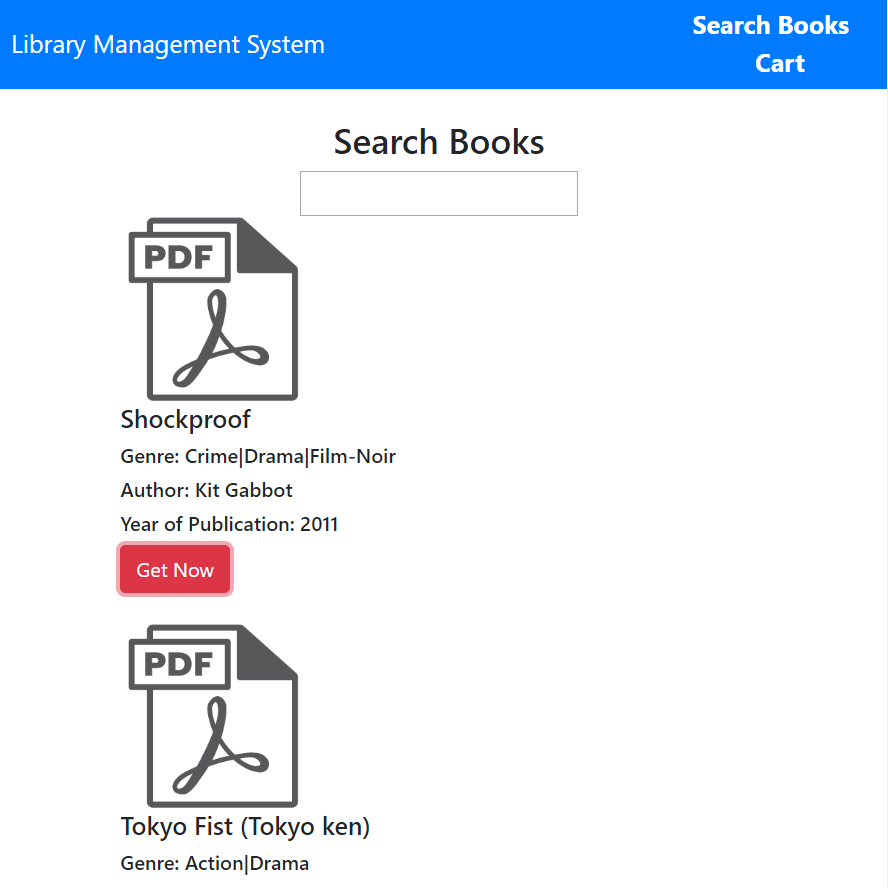 Library Management System
Search Books
Cart
Search Books
PDF
Shockproof
Genre: Crime|Drama|Film-Noir
Author: Kit Gabbot
Year of Publication: 2011
Get Now
PDF
Tokyo Fist (Tokyo ken)
Genre: Action|Drama